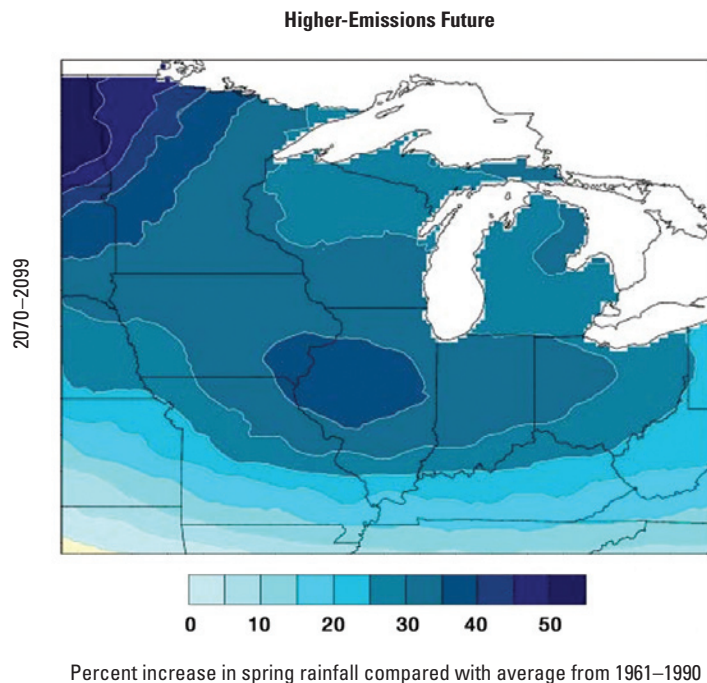 Higher-Emissions Future
2070–2099
0 10 20 30 40 50
Percent increase in spring rainfall compared with average from 1961–1990